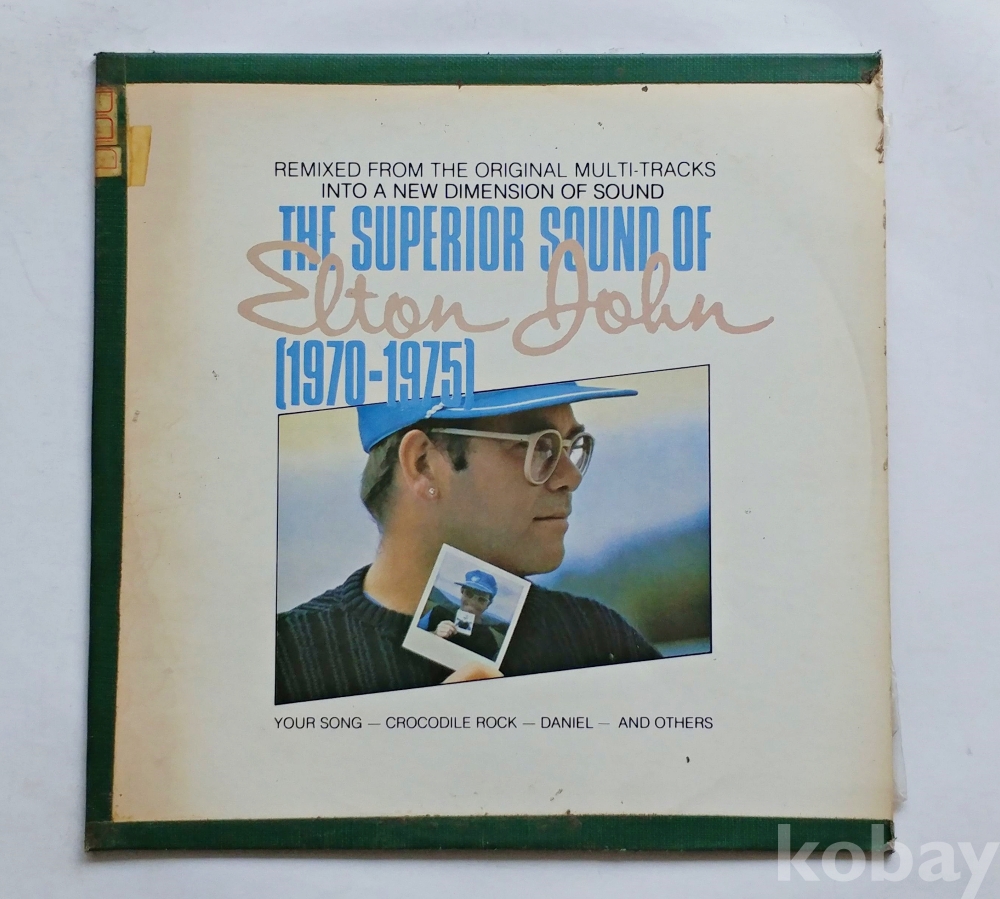 REMIXED FROM THE ORIGINAL MULTI-TRACKS
INTO A NEW DIMENSION OF SOUND
THE SUPERIOR SOUND OF
Elton John
(1970-1975)
YOUR SONG — CROCODILE ROCK — DANIEL — AND OTHERS
kobay